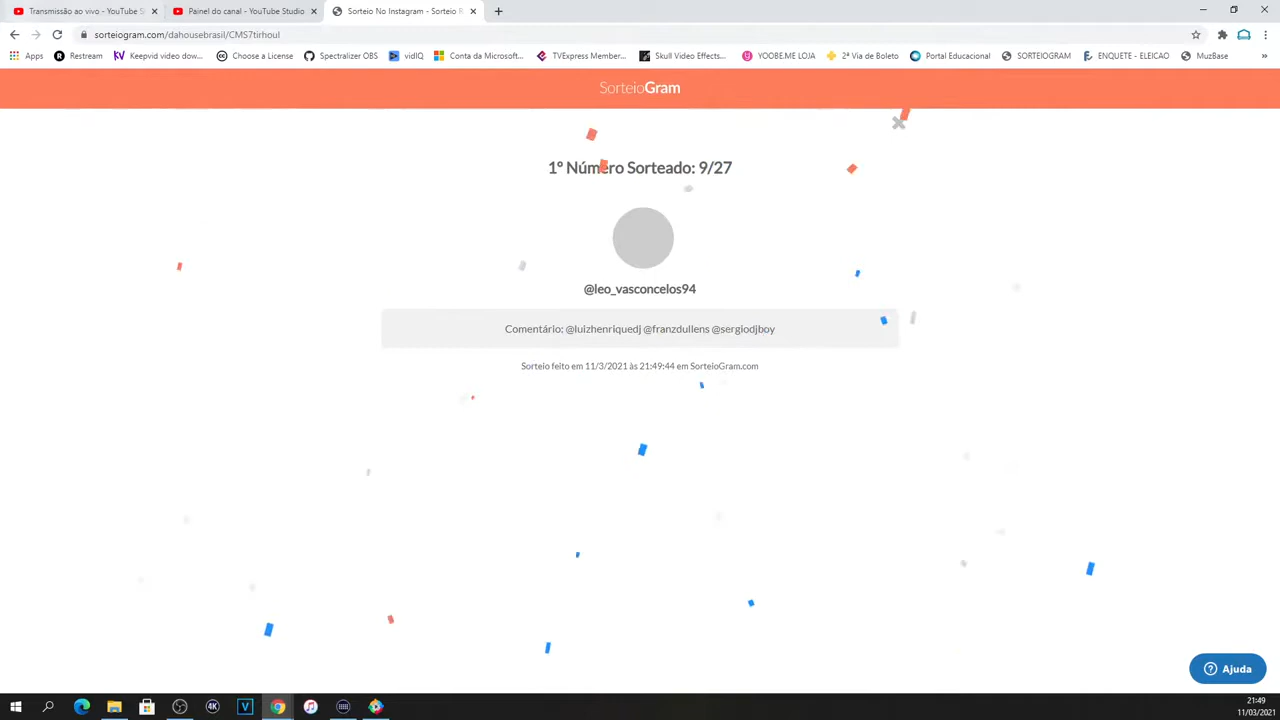 Transmissão ao vivo - YouTube S
Painel do canal - YouTube Studio
Sorteio No Instagram - Sorteio R
sorteiogram.com/dahousebrasil/CMS7tirhouI
Apps
Restream
Keepvid video dow...
Choose a License
Spectralizer OBS
vidIQ
Conta da Microsoft...
TVExpress Member...
Skull Video Effects...
YOOBE.ME LOJA
2ª Via de Boleto
Portal Educacional
SORTEIOGRAM
ENQUETE - ELEICAO
MuzBase
SorteioGram
1º Número Sorteado: 9/27
@leo_vasconcelos94
Comentário: @luizhenriquedj @franzdullens @sergiodjboy
Sorteio feito em 11/3/2021 às 21:49:44 em SorteioGram.com
Ajuda
21:49
11/03/2021